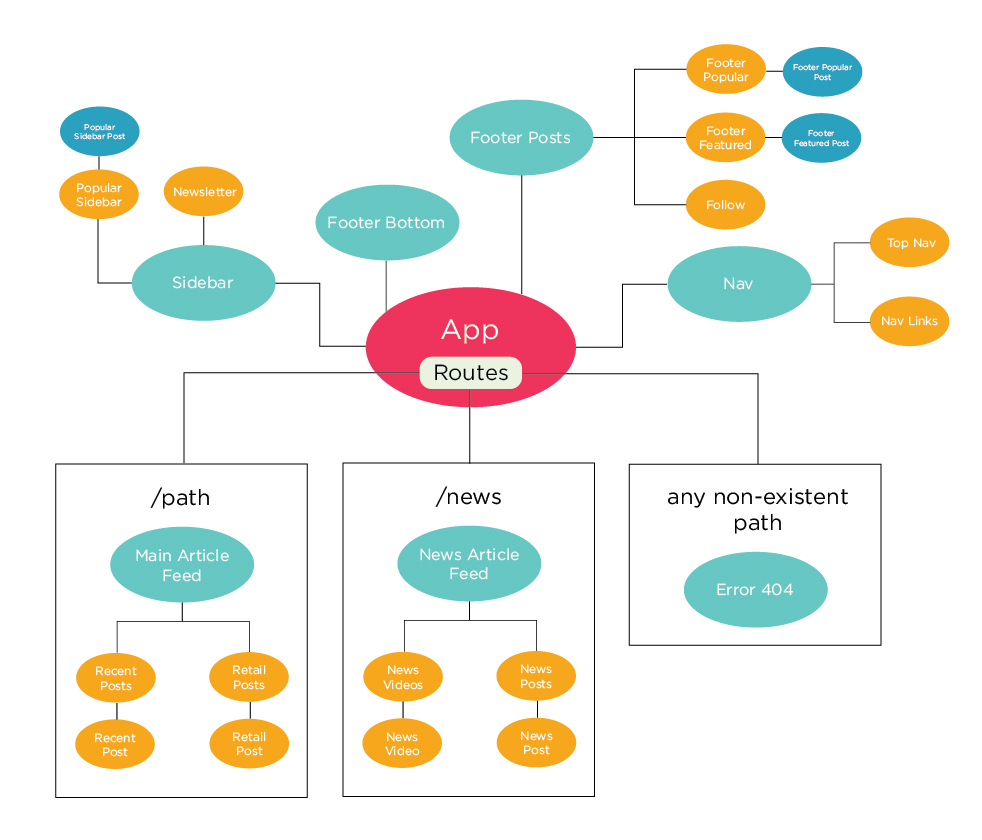 Footer
Popular
Footer Popular
Post
Popular
Sidebar Post
Footer Posts
Footer
Featured
Footer
Featured Post
Popular
Sidebar
Newsletter
Follow
Footer Bottom
Top Nav
Sidebar
Nav
Nav Links
App
Routes
/path
Main Article
Feed
Recent
Posts
Retail
Posts
Recent
Post
Retail
Post
/news
News Article
Feed
News
Videos
News
Posts
News
Video
News
Post
any non-existent
path
Error 404